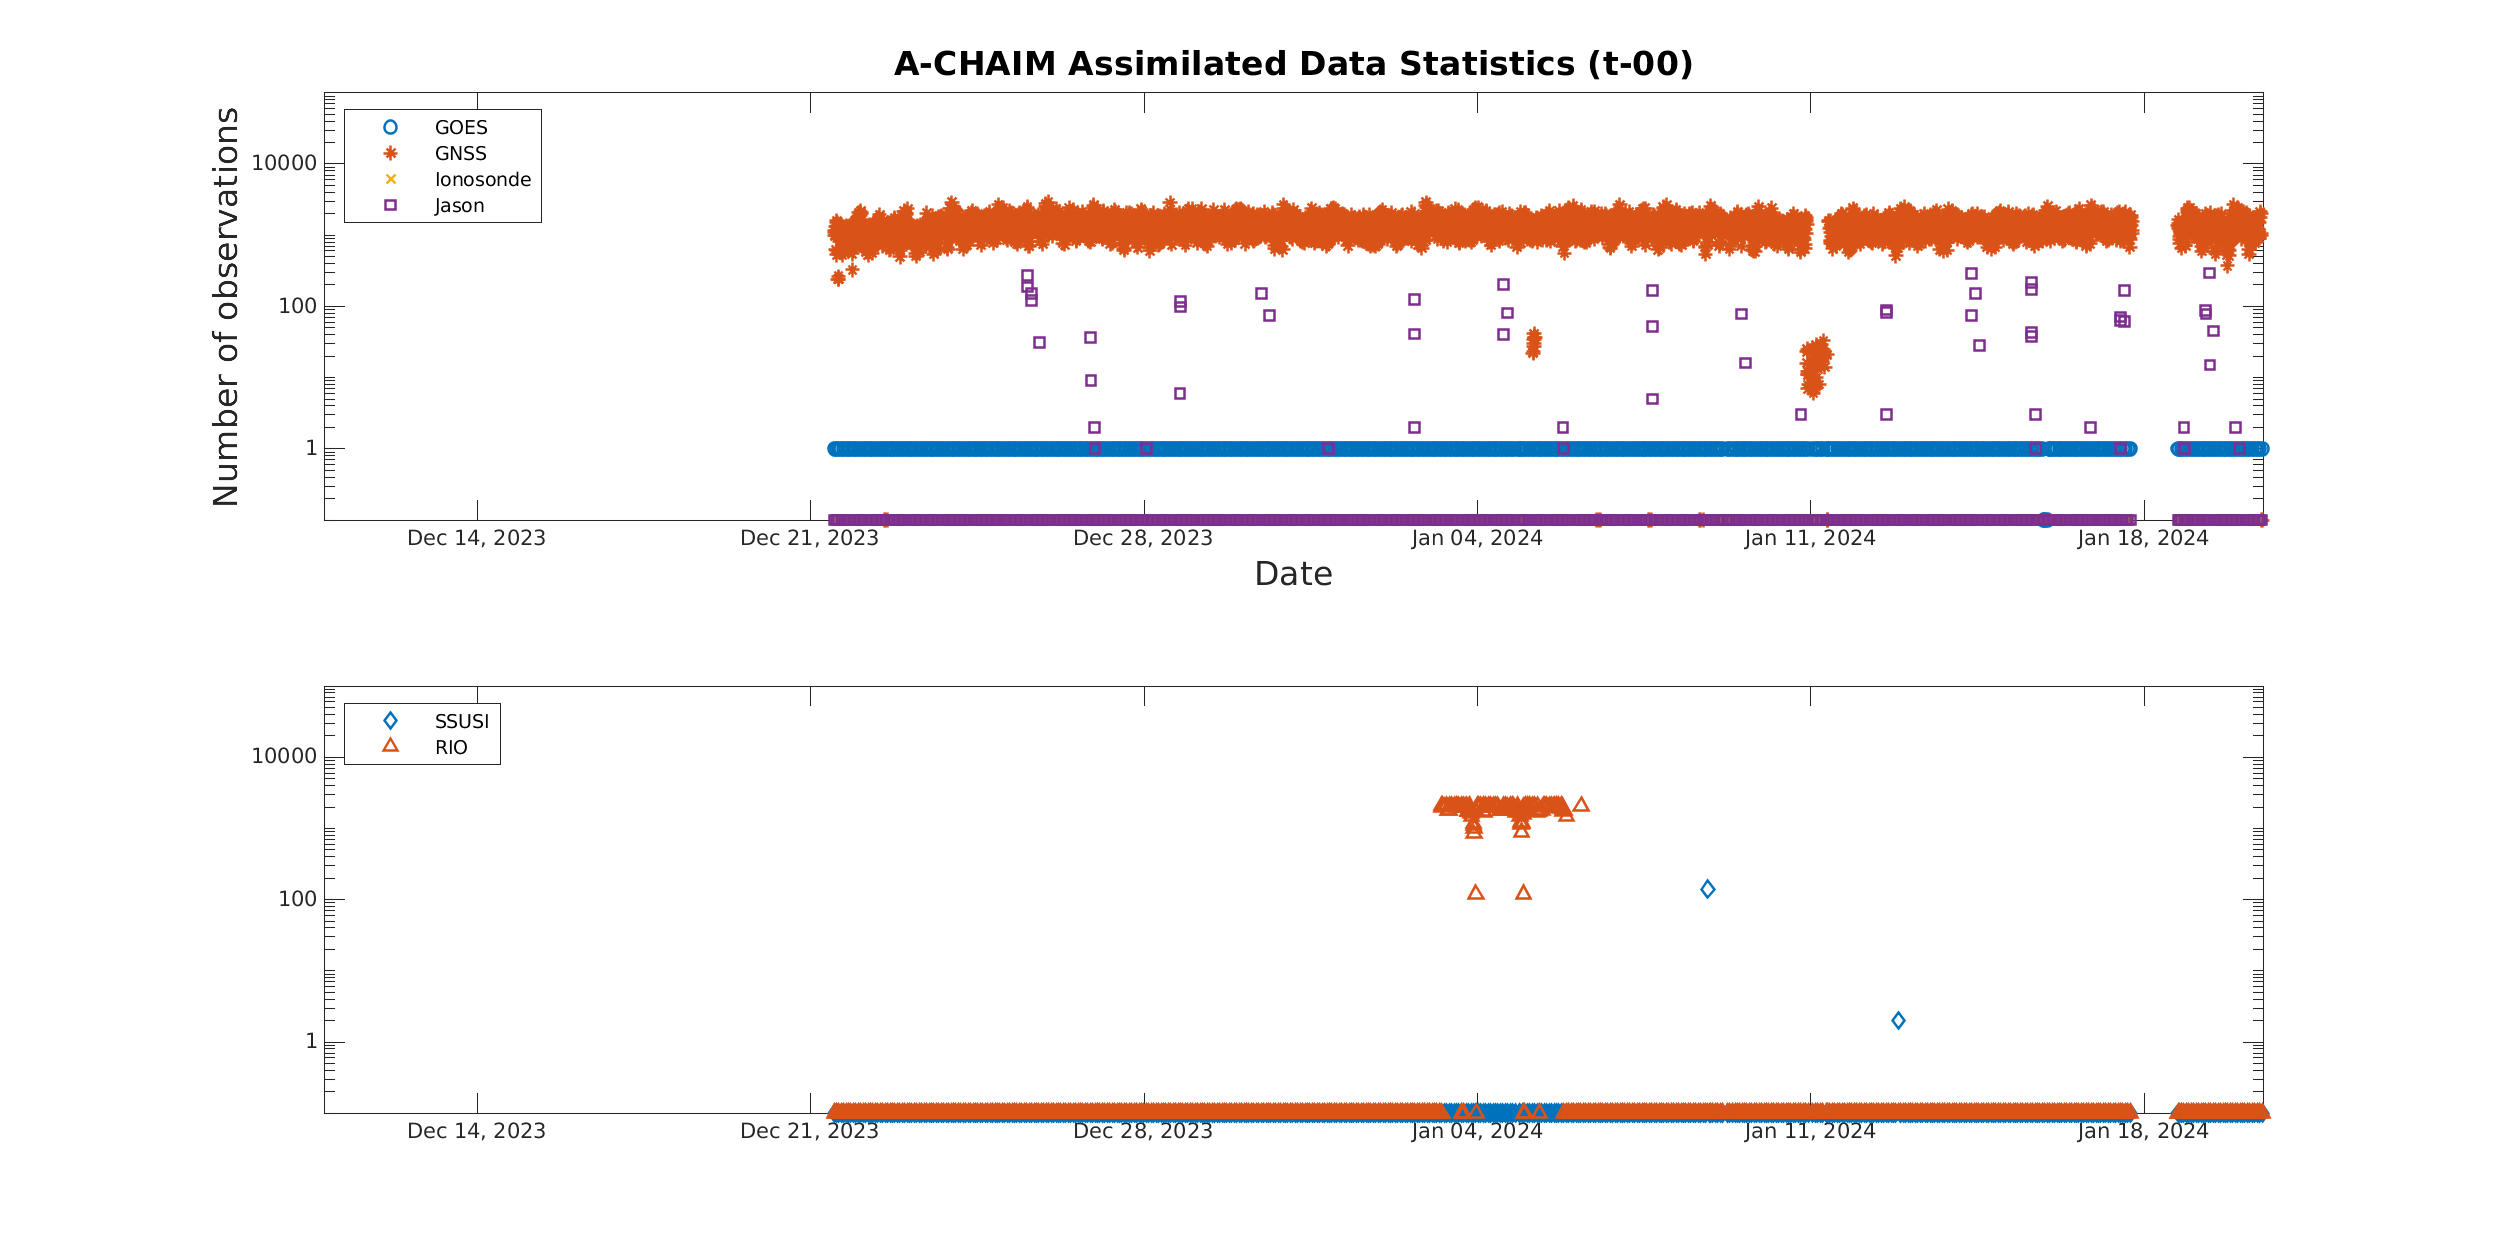 A-CHAIM Assimilated Data Statistics (t-00)
Number of observations
10000
100
1
GOES
GNSS
Ionosonde
Jason
Dec 14, 2023
Dec 21, 2023
Dec 28, 2023
Jan 04, 2024
Jan 11, 2024
Jan 18, 2024
Date
10000
100
1
SSUSI
RIO
Dec 14, 2023
Dec 21, 2023
Dec 28, 2023
Jan 04, 2024
Jan 11, 2024
Jan 18, 2024